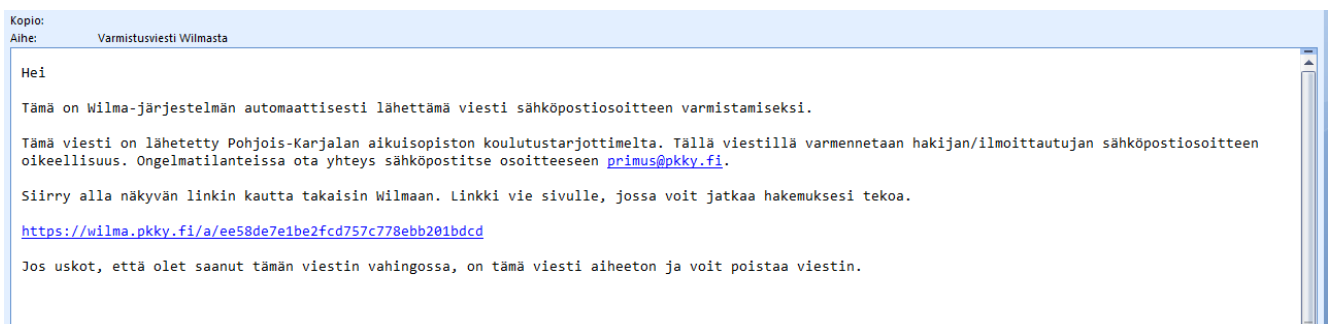 Kopio:
Aihe: Varmistusviesti Wilmasta
Hei
Tämä on Wilma-järjestelmän automaattisesti lähettämä viesti sähköpostiosoitteen varmistamiseksi.
Tämä viesti on lähetetty Pohjois-Karjalan aikuisopiston koulutustarjottimelta. Tällä viestillä varmennetaan hakijan/ilmoittautujan sähköpostiosoitteen
oikeellisuus. Ongelmatilanteissa ota yhteys sähköpostitse osoitteeseen primus@pkky.fi.
Siirry alla näkyvän linkin kautta takaisin Wilmaan. Linkki vie sivulle, jossa voit jatkaa hakemuksesi tekoa.
https://wilma.pkky.fi/a/ee58de7e1be2fcd757c778ebb201bdcd
Jos uskot, että olet saanut tämän viestin vahingossa, on tämä viesti aiheeton ja voit poistaa viestin.